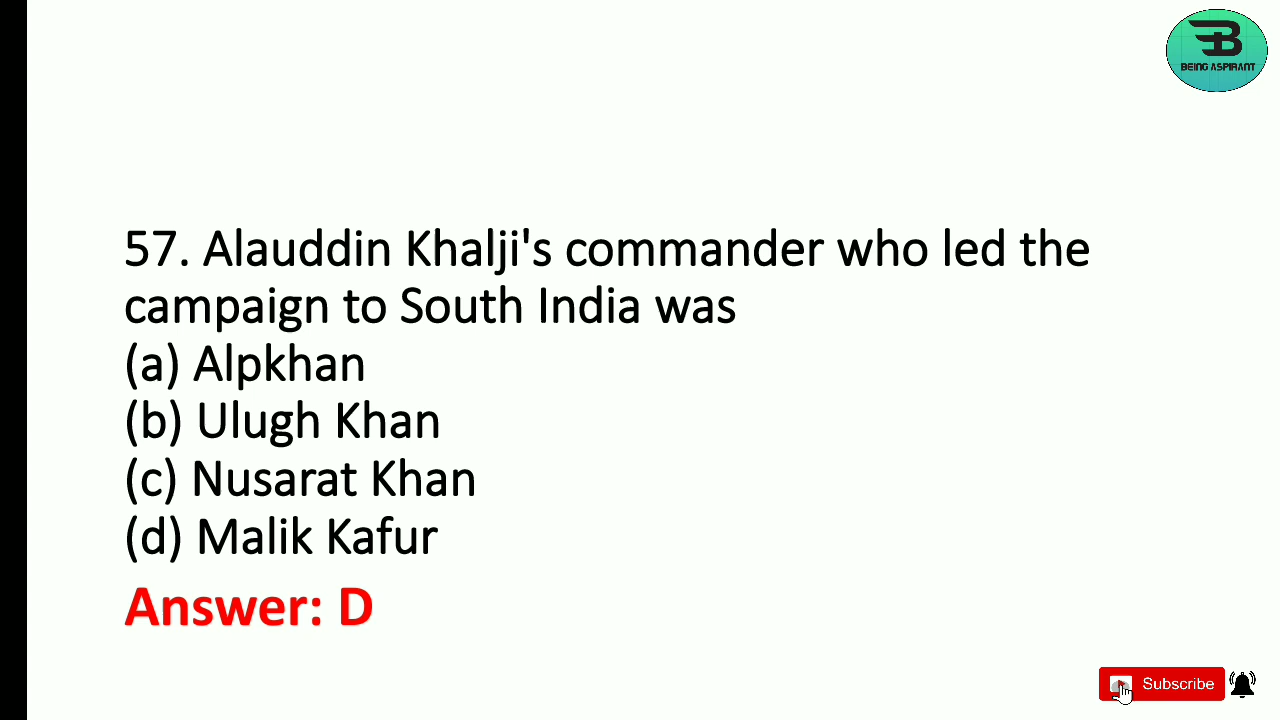 BEING ASPIRANT
57. Alauddin Khalji's commander who led the
campaign to South India was
(a) Alpkhan
(b) Ulugh Khan
(c) Nusarat Khan
(d) Malik Kafur
Answer: D
Subscribe